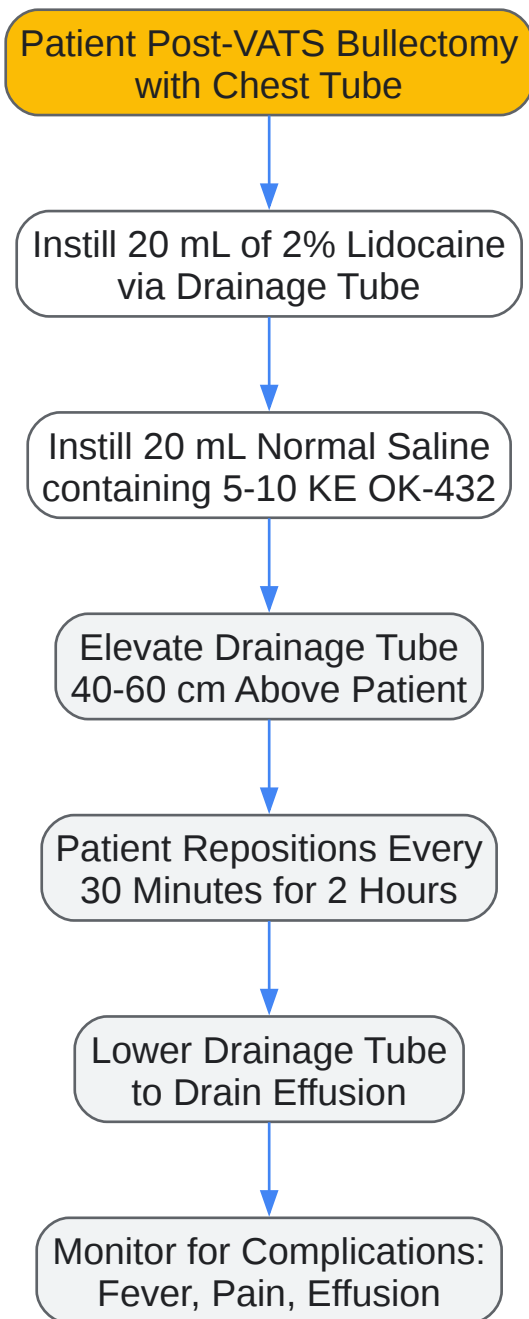 Patient Post-VATS Bullectomy
with Chest Tube
Instill 20 mL of 2% Lidocaine
via Drainage Tube
Instill 20 mL Normal Saline
containing 5-10 KE OK-432
Elevate Drainage Tube
40-60 cm Above Patient
Patient Repositions Every
30 Minutes for 2 Hours
Lower Drainage Tube
to Drain Effusion
Monitor for Complications:
Fever, Pain, Effusion